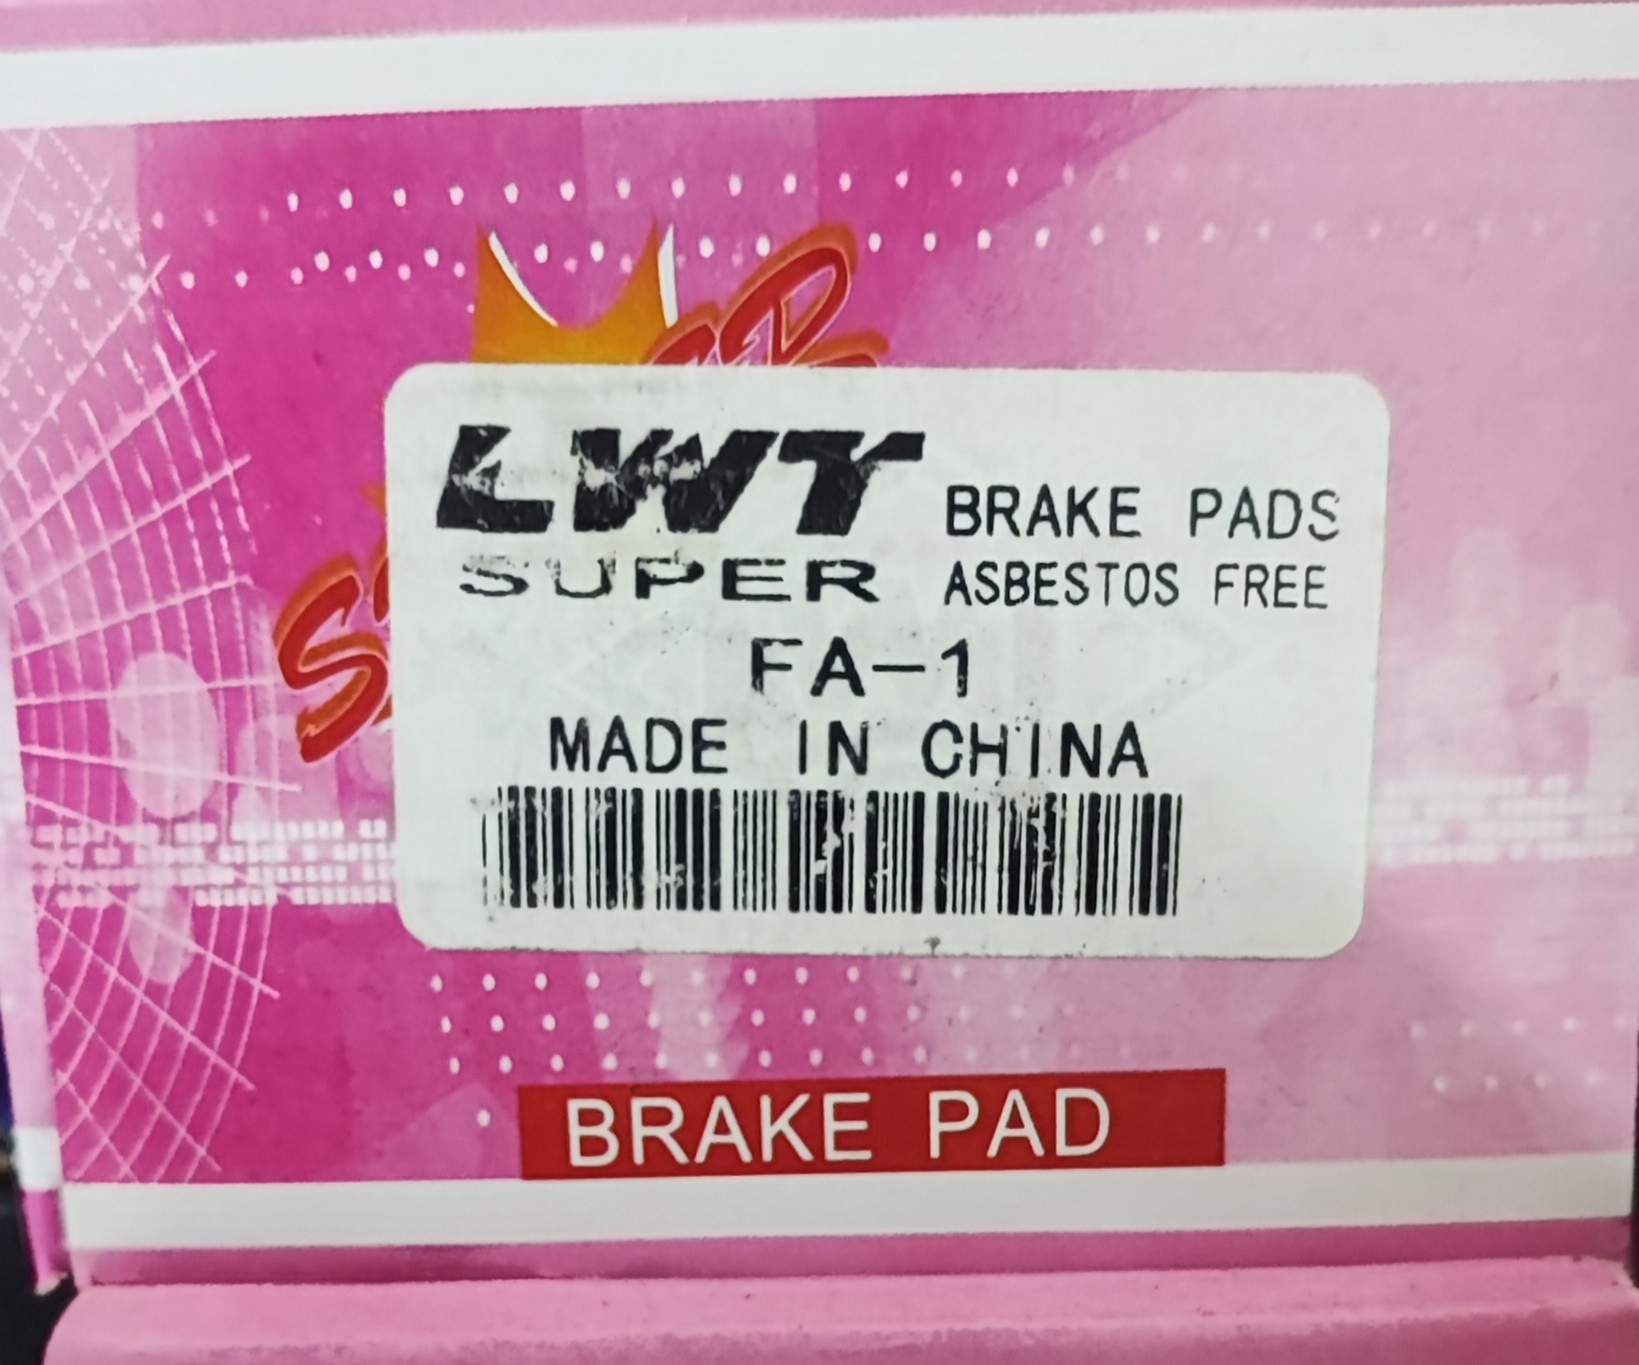 LWT BRAKE PADS
SUPER ASBESTOS FREE
FA-1
MADE IN CHINA
BRAKE PAD